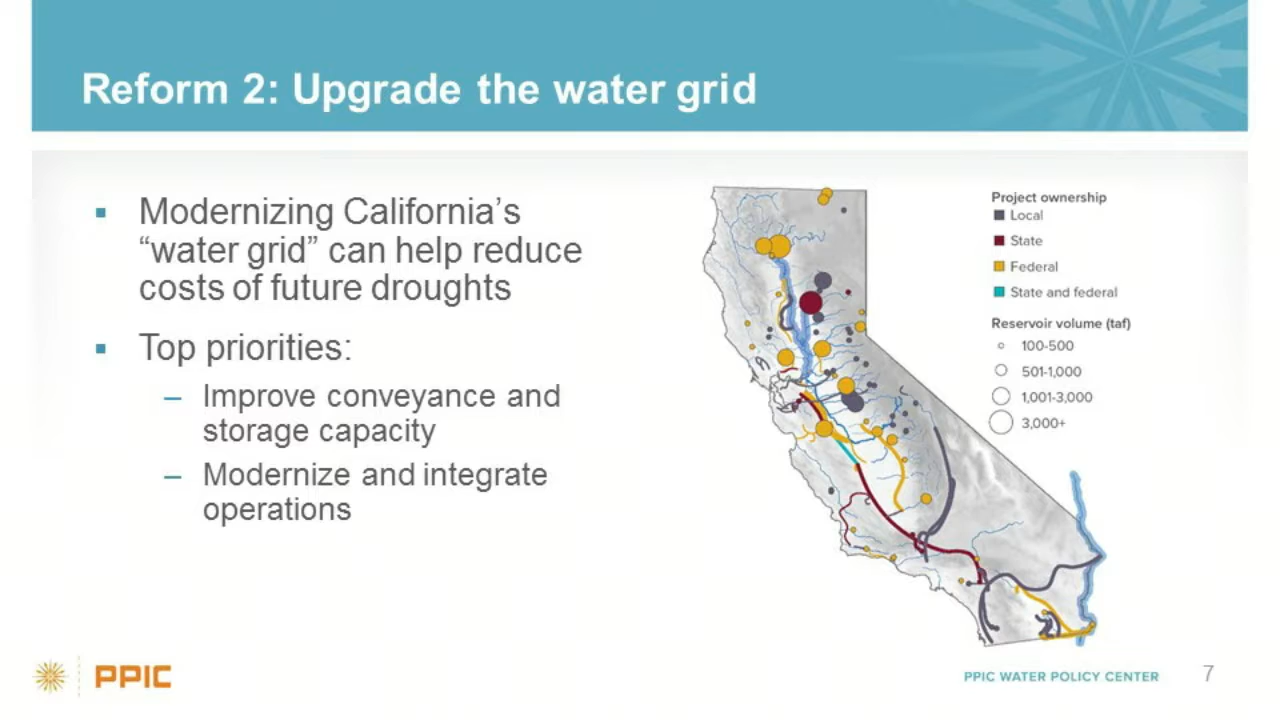 Reform 2: Upgrade the water grid
▪ Modernizing California’s
“water grid” can help reduce
costs of future droughts
▪ Top priorities:
– Improve conveyance and
storage capacity
– Modernize and integrate
operations
Project ownership
Local
State
Federal
State and federal
Reservoir volume (taf)
100-500
501-1,000
1,001-3,000
3,000+
PPIC
PPIC WATER POLICY CENTER
7